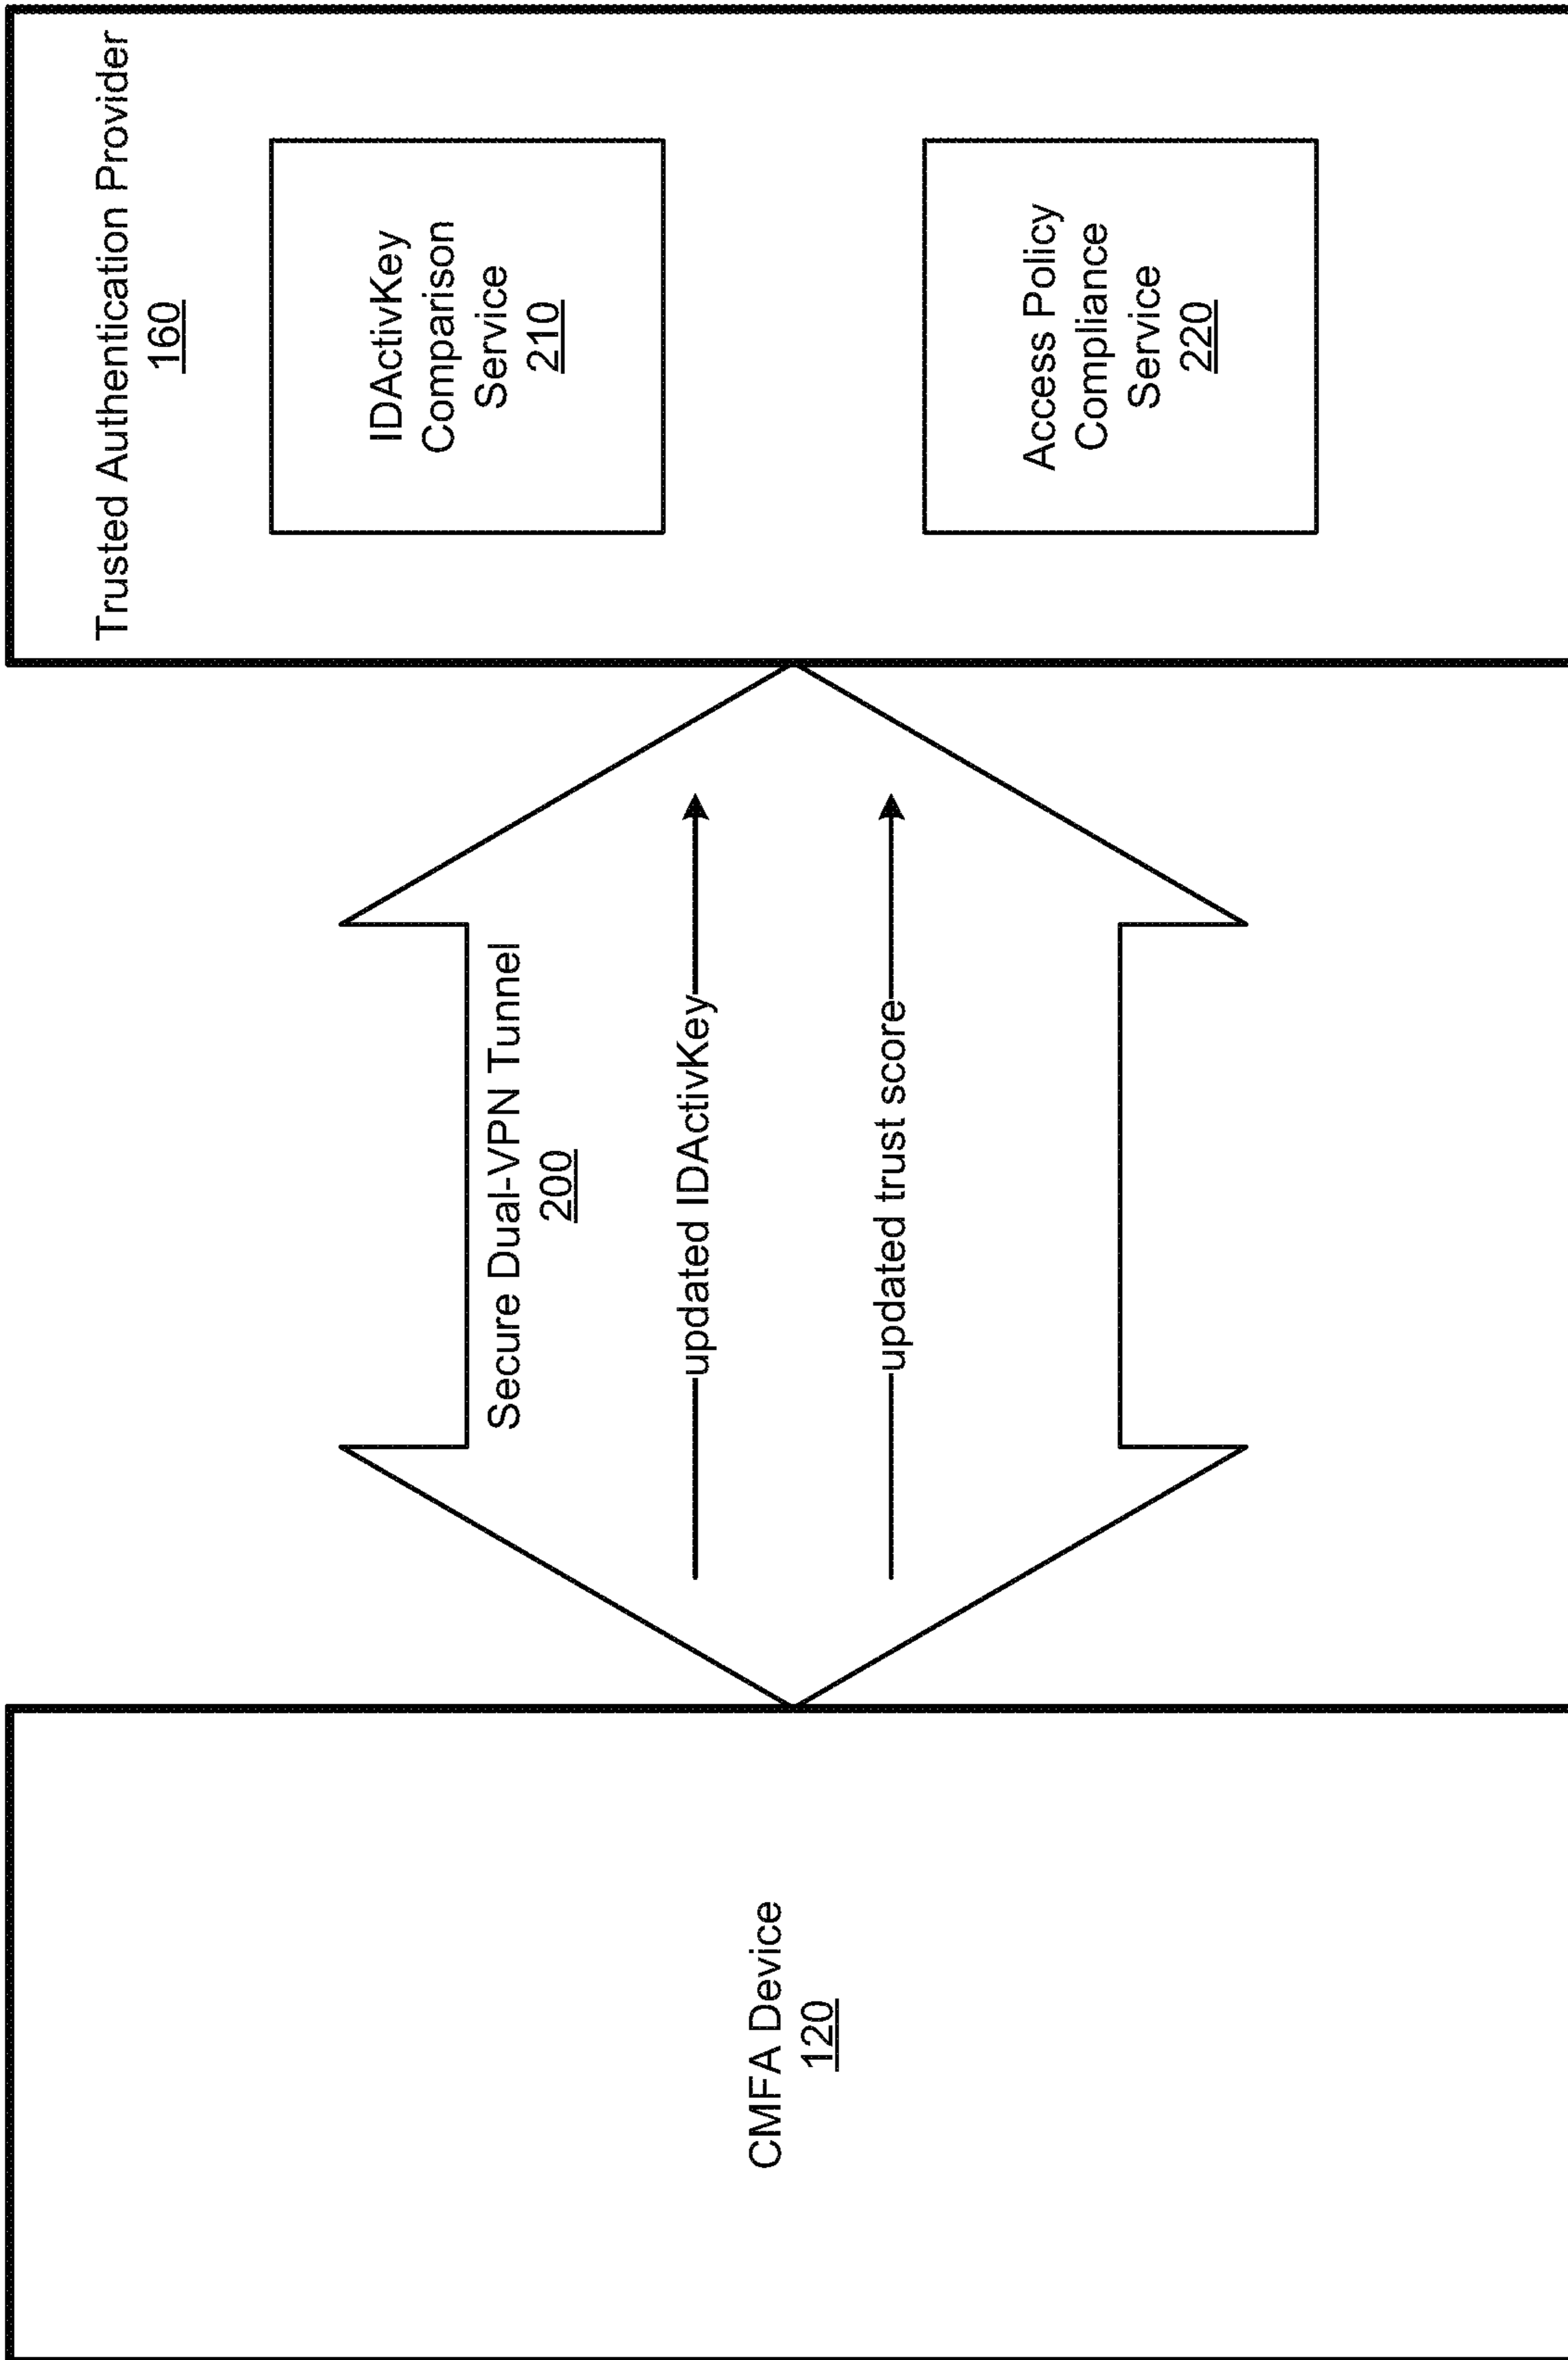 CMFA Device
120
Secure Dual-VPN Tunnel
200
updated IDActivKey
updated trust score
Trusted Authentication Provider
160
IDActivKey
Comparison
Service
210
Access Policy
Compliance
Service
220